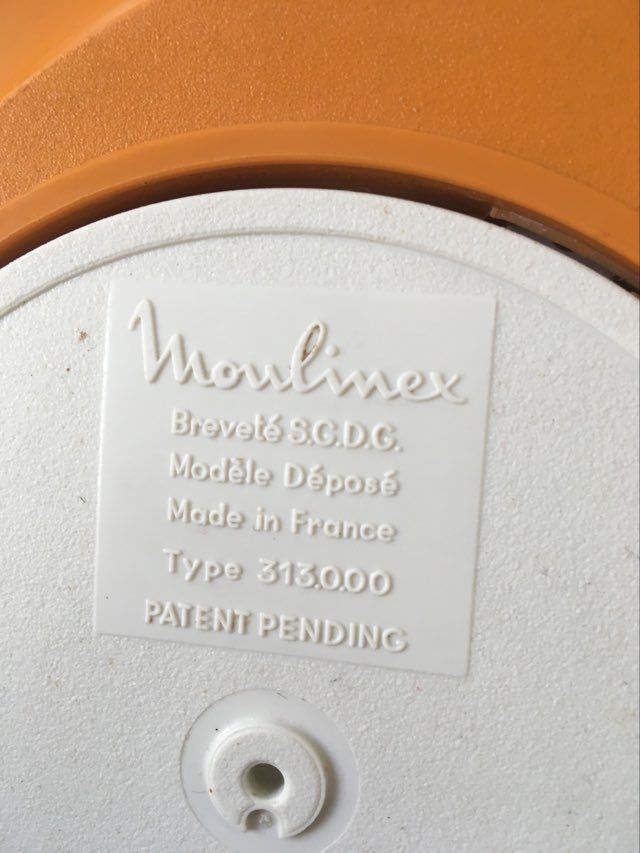 Moulinex
Breveté S.G.D.G.
Modèle Déposé
Made in France
Type 313.0.00
PATENT PENDING